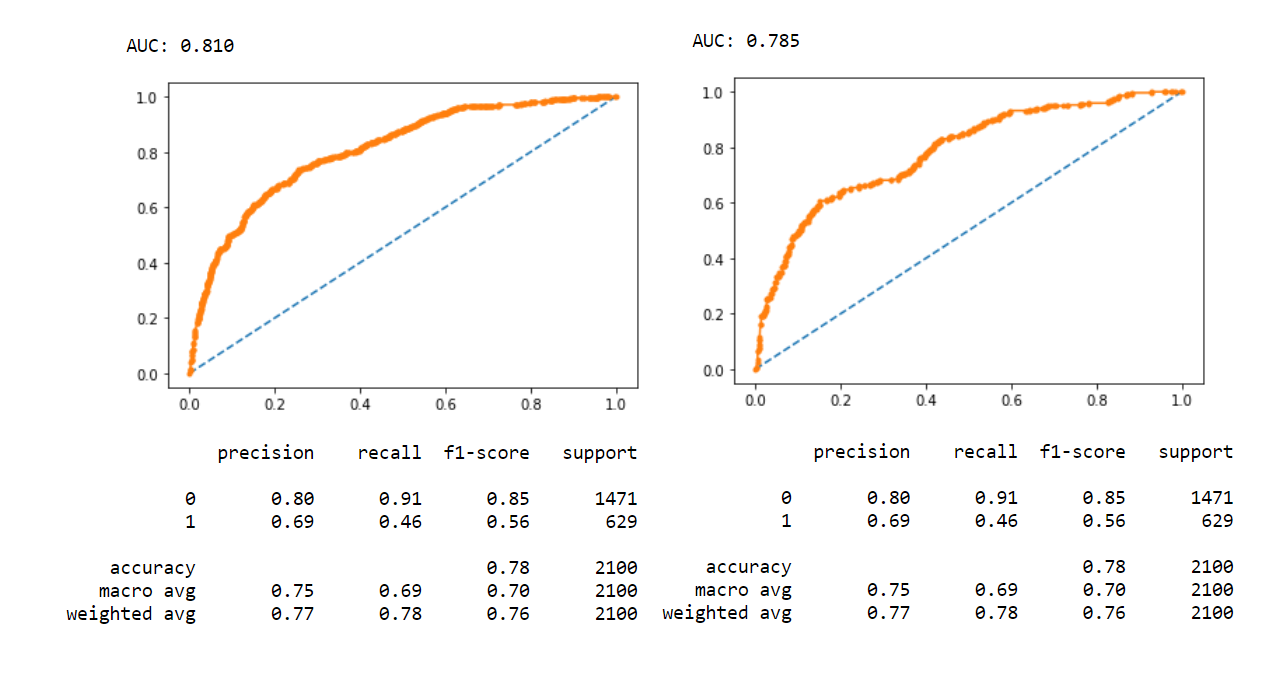 AUC: 0.810
1.0
0.8
0.6
0.4
0.2
0.0
0.0 0.2 0.4 0.6 0.8 1.0
precision recall f1-score support
0 0.80 0.91 0.85 1471
1 0.69 0.46 0.56 629
accuracy 0.78 2100
macro avg 0.75 0.69 0.70 2100
weighted avg 0.77 0.78 0.76 2100
AUC: 0.785
1.0
0.8
0.6
0.4
0.2
0.0
0.0 0.2 0.4 0.6 0.8 1.0
precision recall f1-score support
0 0.80 0.91 0.85 1471
1 0.69 0.46 0.56 629
accuracy 0.78 2100
macro avg 0.75 0.69 0.70 2100
weighted avg 0.77 0.78 0.76 2100